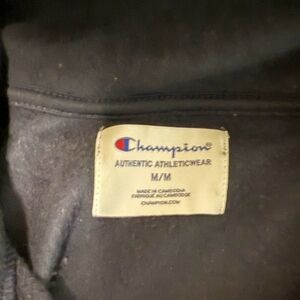 Champion®
AUTHENTIC ATHLETICWEAR
M/M
MADE IN CAMBODIA
FABRIQUÉ AU CAMBODGE
CHAMPION.COM